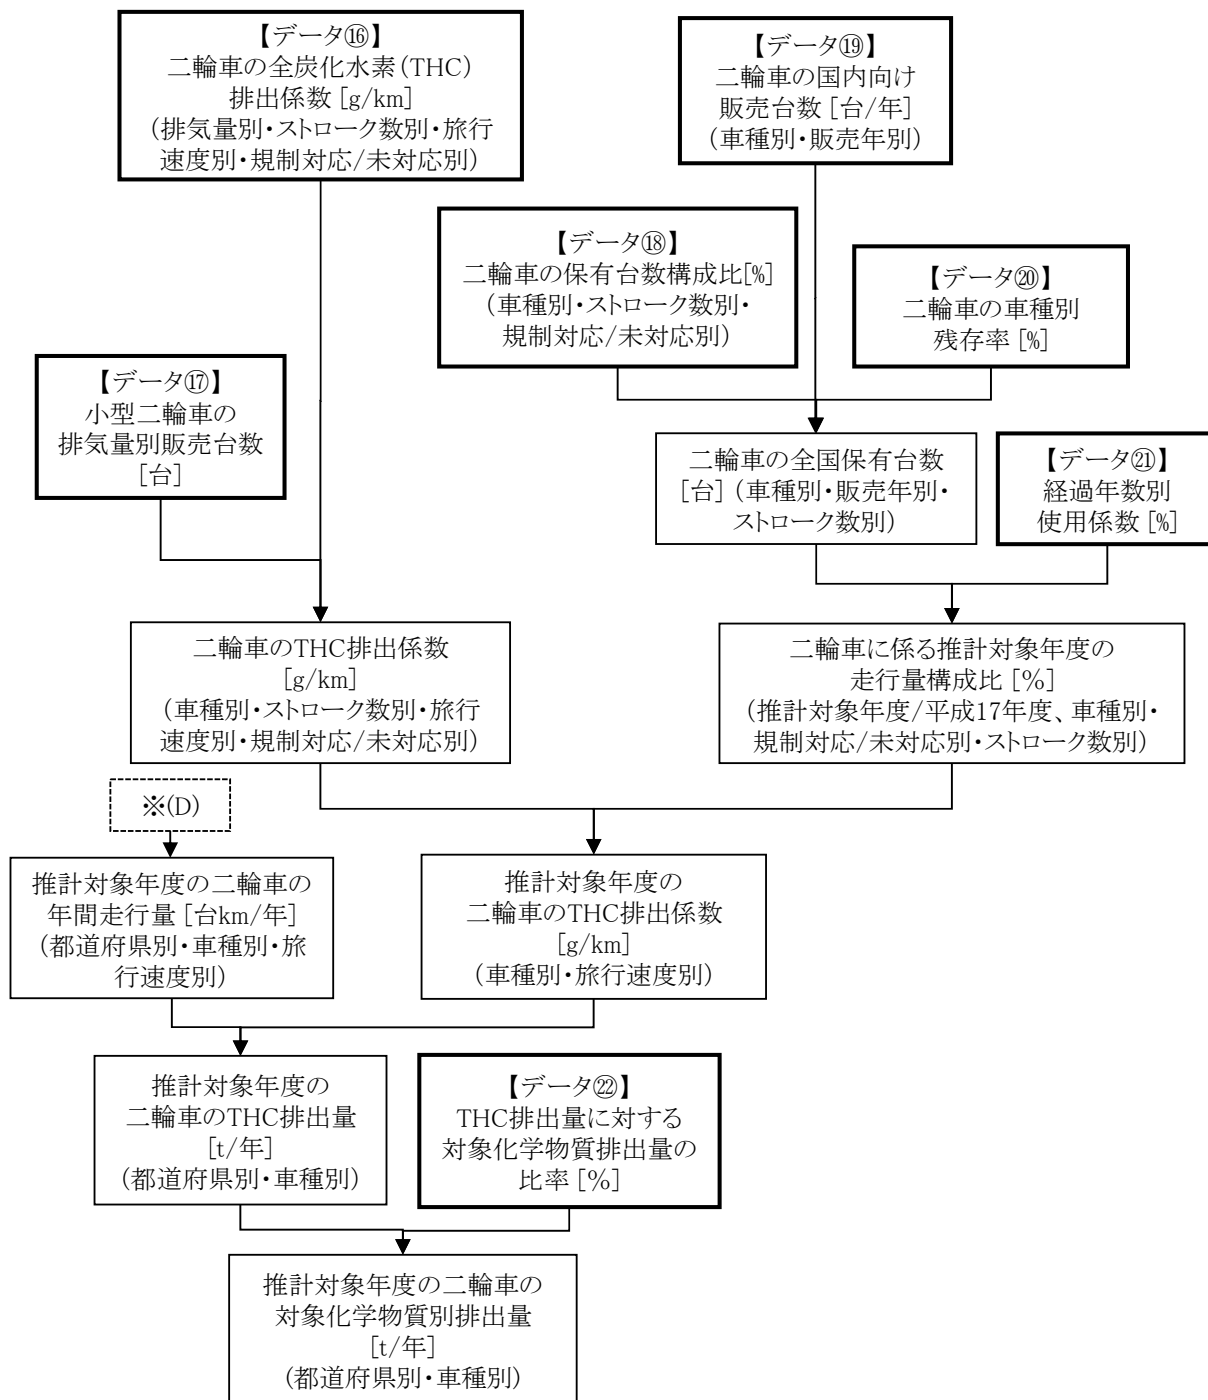 【データ⑯】
二輪車の全炭化水素(THC)
排出係数[g/km]
(排気量別・ストローク数別・旅行
速度別・規制対応/未対応別)
【データ⑲】
二輪車の国内向け
販売台数[台/年]
(車種別・販売年別)
【データ⑱】
二輪車の保有台数構成比[%]
(車種別・ストローク数別・
規制対応/未対応別)
【データ⑳】
二輪車の車種別
残存率[%]
【データ⑰】
小型二輪車の
排気量別販売台数
[台]
二輪車の全国保有台数
[台](車種別・販売年別・
ストローク数別)
【データ㉑】
経過年数別
使用係数[%]
二輪車のTHC排出係数
[g/km]
(車種別・ストローク数別・旅行
速度別・規制対応/未対応別)
二輪車に係る推計対象年度の
走行量構成比[%]
(推計対象年度/平成17年度、車種別・
規制対応/未対応別・ストローク数別)
※(D)
推計対象年度の二輪車の
年間走行量[台km/年]
(都道府県別・車種別・旅
行速度別)
推計対象年度の
二輪車のTHC排出係数
[g/km]
(車種別・旅行速度別)
推計対象年度の
二輪車のTHC排出量
[t/年]
(都道府県別・車種別)
【データ㉒】
THC排出量に対する
対象化学物質排出量の
比率[%]
推計対象年度の二輪車の
対象化学物質別排出量
[t/年]
(都道府県別・車種別)